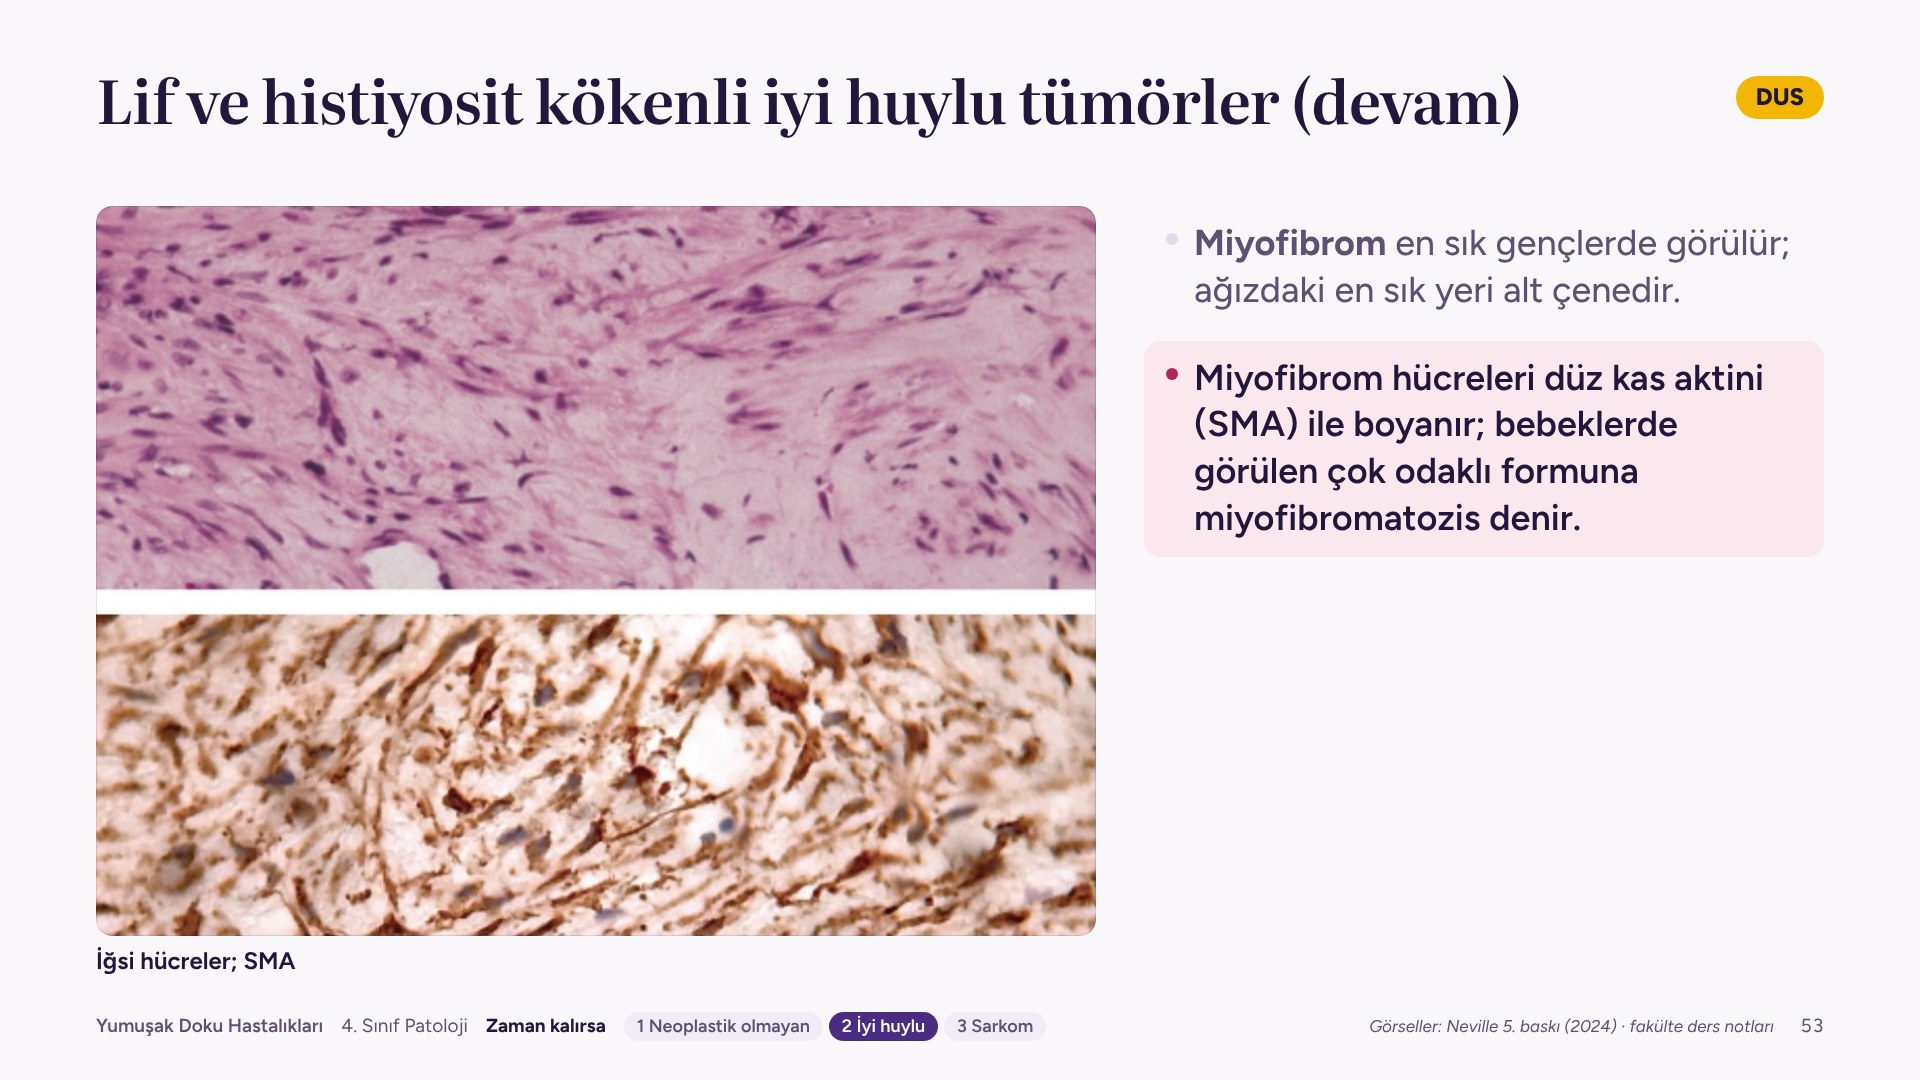 Lif ve histiyosit kökenli iyi huylu tümörler (devam)
DUS
Miyofibrom en sık gençlerde görülür;
ağızdaki en sık yeri alt çenedir.
Miyofibrom hücreleri düz kas aktini
(SMA) ile boyanır; bebeklerde
görülen çok odaklı formuna
miyofibromatozis denir.
İğsi hücreler; SMA
Yumuşak Doku Hastalıkları 4. Sınıf Patoloji Zaman kalırsa 1 Neoplastik olmayan 2 İyi huylu 3 Sarkom
Görseller: Neville 5. baskı (2024) · fakülte ders notları 53